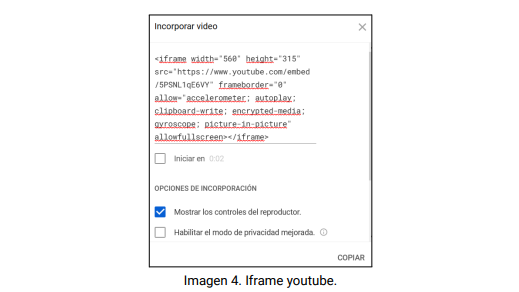 Incorporar video
<iframe width="560" height="315"
src="https://www.youtube.com/embed
/5PSNL1qE6VY" frameborder="0"
allow="accelerometer; autoplay;
clipboard-write; encrypted-media;
gyroscope; picture-in-picture"
allowfullscreen></iframe>
Iniciar en 0:02
OPCIONES DE INCORPORACIÓN
Mostrar los controles del reproductor.
Habilitar el modo de privacidad mejorada.
COPIAR
Imagen 4. Iframe youtube.